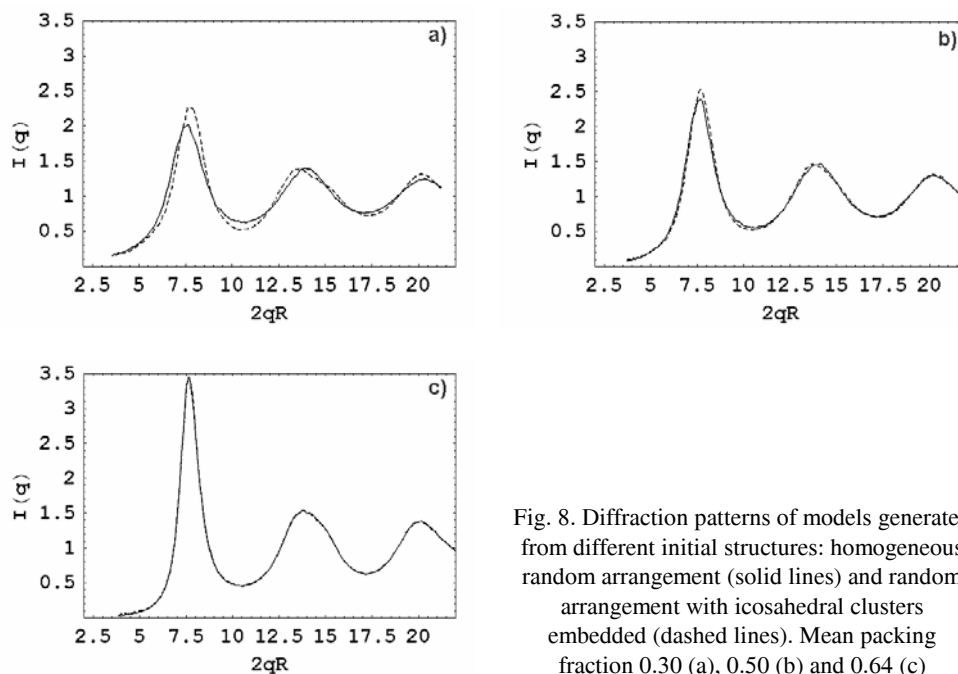 3.5
a)
3
2.5
2
1.5
1
0.5
I(q)
2.5 5 7.5 10 12.5 15 17.5 20
2qR
3.5
b)
3
2.5
2
1.5
1
0.5
I(q)
2.5 5 7.5 10 12.5 15 17.5 20
2qR
3.5
c)
3
2.5
2
1.5
1
0.5
I(q)
2.5 5 7.5 10 12.5 15 17.5 20
2qR
Fig. 8. Diffraction patterns of models generate
from different initial structures: homogeneous
random arrangement (solid lines) and random
arrangement with icosahedral clusters
embedded (dashed lines). Mean packing
fraction 0.30 (a), 0.50 (b) and 0.64 (c)